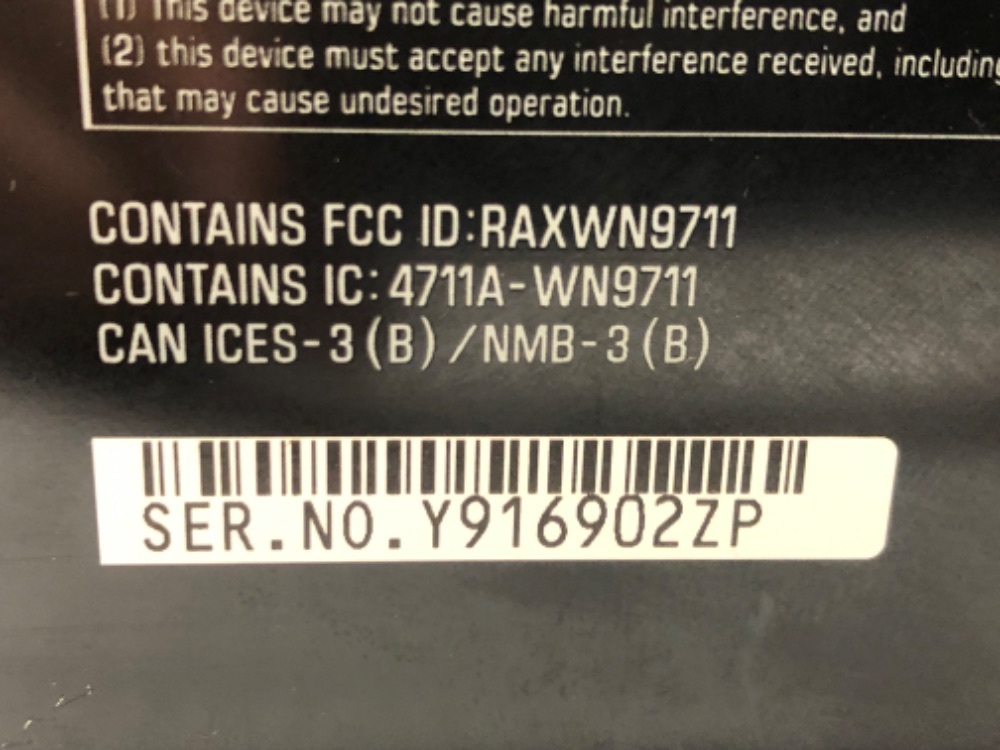 (1) This device may not cause harmful interference, and
(2) this device must accept any interference received, including
that may cause undesired operation.
CONTAINS FCC ID:RAXWN9711
CONTAINS IC: 4711A-WN9711
CAN ICES-3 (B) /NMB-3 (B)
SER.NO.Y916902ZP